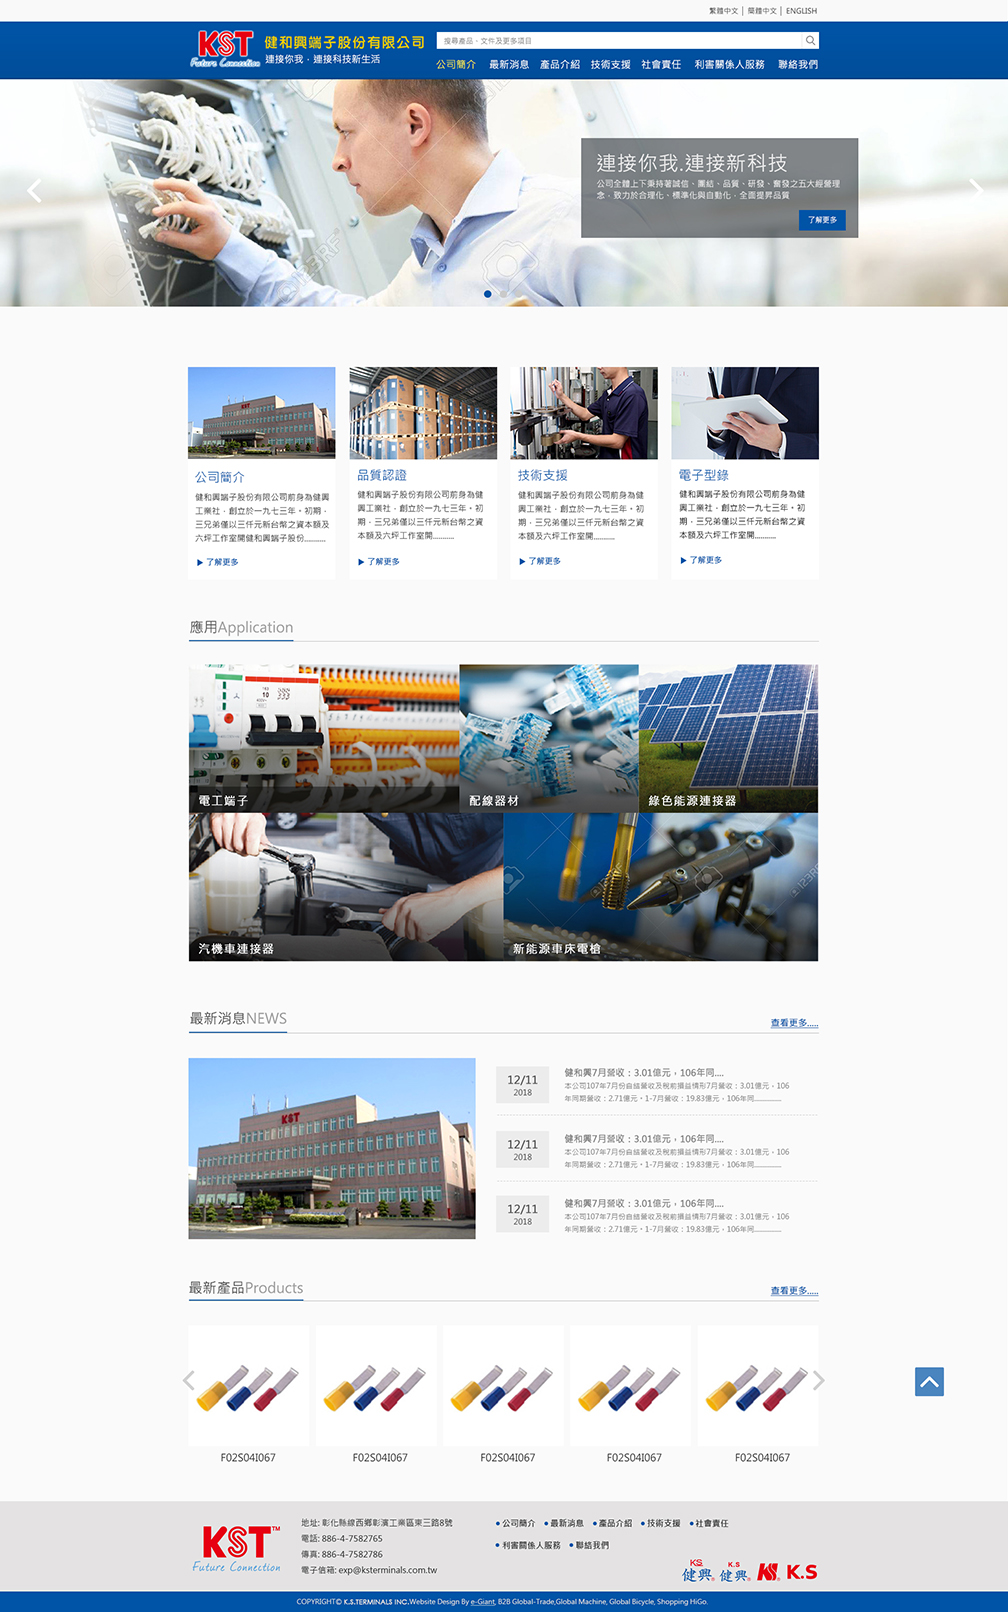 繁體中文 │ 簡體中文 │ ENGLISH
KST
Future Connection
健和興端子股份有限公司
連接你我．連接科技新生活
搜尋產品、文件及更多項目
公司簡介 最新消息 產品介紹 技術支援 社會責任 利害關係人服務 聯絡我們
連接你我.連接新科技
公司全體上下秉持著誠信、團結、品質、研發、奮發之五大經營理
念，致力於合理化、標準化與自動化，全面提昇品質
了解更多
KST
公司簡介
健和興端子股份有限公司前身為健興
工業社，創立於一九七三年。初期，
三兄弟僅以三仟元新台幣之資本額及
六坪工作室開健和興端子股份...........
▶ 了解更多
品質認證
健和興端子股份有限公司前身為健
興工業社，創立於一九七三年。初
期，三兄弟僅以三仟元新台幣之資
本額及六坪工作室開...........
▶ 了解更多
技術支援
健和興端子股份有限公司前身為健
興工業社，創立於一九七三年。初
期，三兄弟僅以三仟元新台幣之資
本額及六坪工作室開...........
▶ 了解更多
電子型錄
健和興端子股份有限公司前身為健
興工業社，創立於一九七三年。初
期，三兄弟僅以三仟元新台幣之資
本額及六坪工作室開...........
▶ 了解更多
應用Application
電工端子
配線器材
綠色能源連接器
汽機車連接器
新能源車床電槍
最新消息NEWS
查看更多.....
KST
12/11
2018
健和興7月營收：3.01億元，106年同....
本公司107年7月份自結營收及稅前損益情形7月營收：3.01億元，106
年同期營收：2.71億元。1-7月營收：19.83億元，106年同..............
12/11
2018
健和興7月營收：3.01億元，106年同....
本公司107年7月份自結營收及稅前損益情形7月營收：3.01億元，106
年同期營收：2.71億元。1-7月營收：19.83億元，106年同..............
12/11
2018
健和興7月營收：3.01億元，106年同....
本公司107年7月份自結營收及稅前損益情形7月營收：3.01億元，106
年同期營收：2.71億元。1-7月營收：19.83億元，106年同..............
最新產品Products
查看更多.....
F02S04I067
F02S04I067
F02S04I067
F02S04I067
F02S04I067
KST™
Future Connection
地址: 彰化縣線西鄉彰濱工業區東三路8號
電話: 886-4-7582765
傳真: 886-4-7582786
電子信箱: exp@ksterminals.com.tw
● 公司簡介 ● 最新消息 ● 產品介紹 ● 技術支援 ● 社會責任
● 利害關係人服務 ● 聯絡我們
K.S.
健興
K.S
健興
K.S
COPYRIGHT© K.S.TERMINALS INC.Website Design By e-Giant, B2B Global-Trade,Global Machine, Global Bicycle, Shopping HiGo.